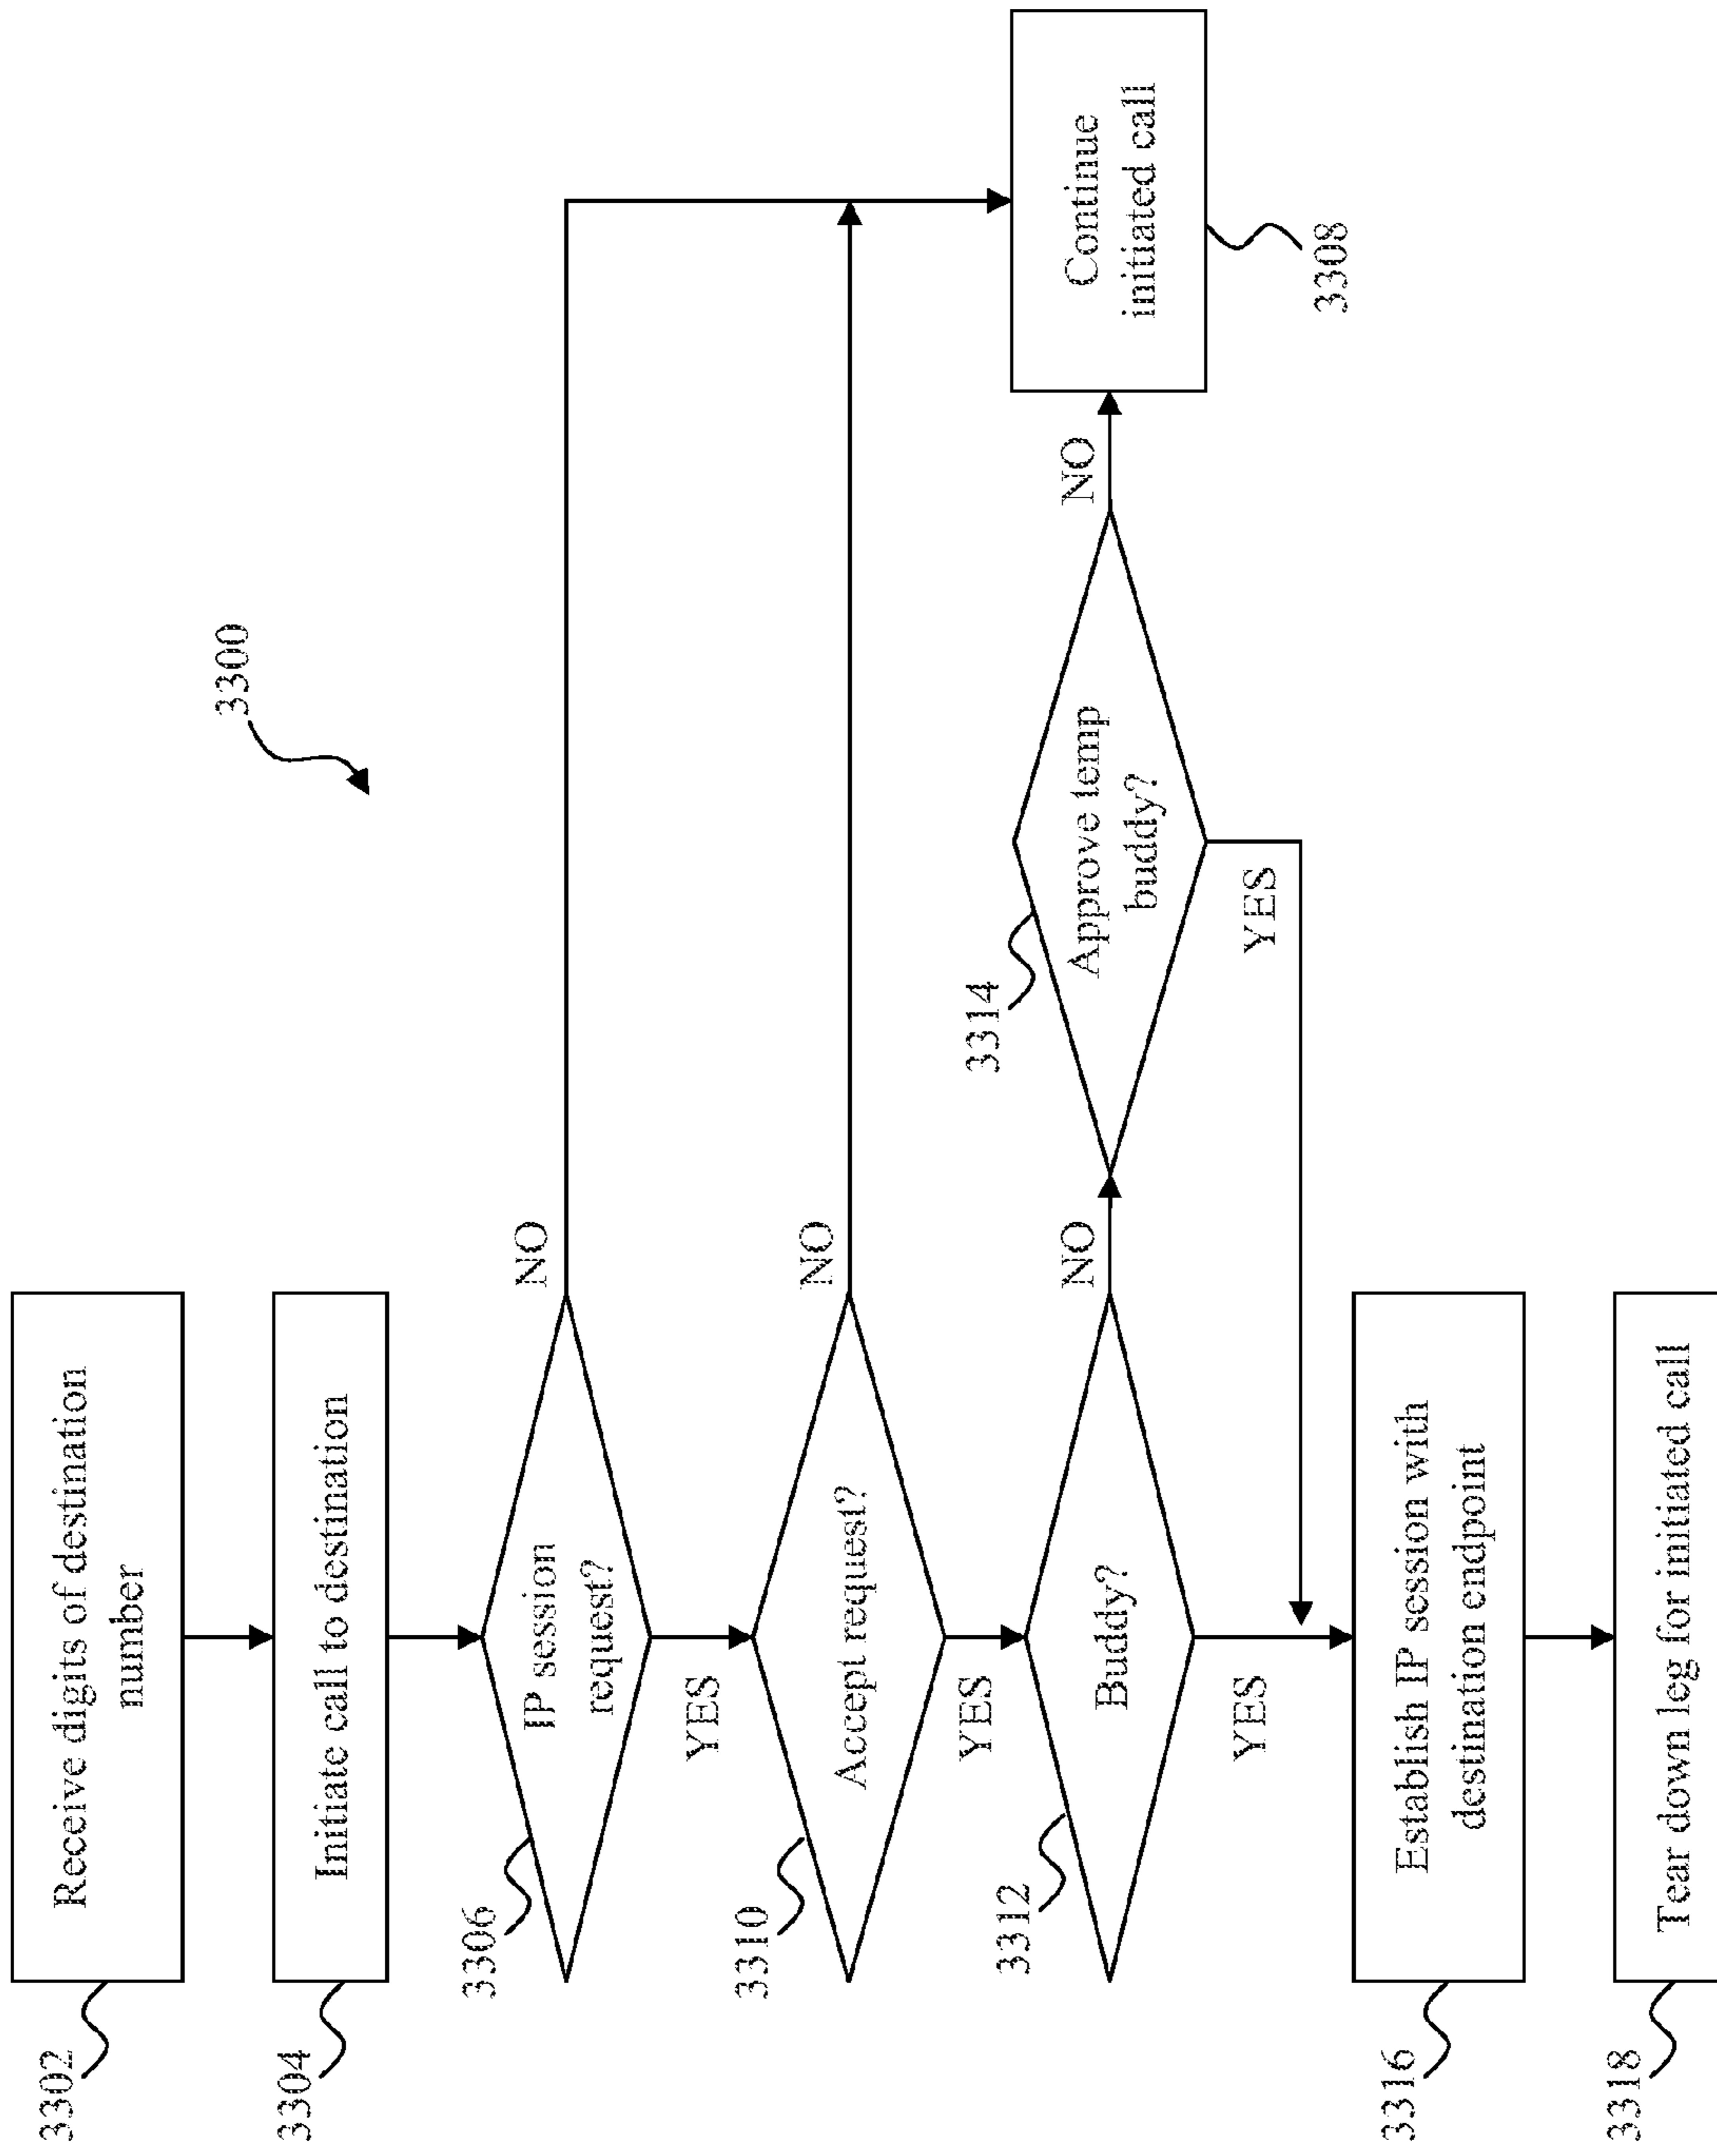 3300
3302
Receive digits of destination
number
3304
Initiate call to destination
3306
IP session
request?
NO
YES
3310
Accept request?
NO
YES
3312
Buddy?
NO
YES
3314
Approve temp
buddy?
NO
YES
Continue
initiated call
3308
3316
Establish IP session with
destination endpoint
3318
Tear down leg for initiated call